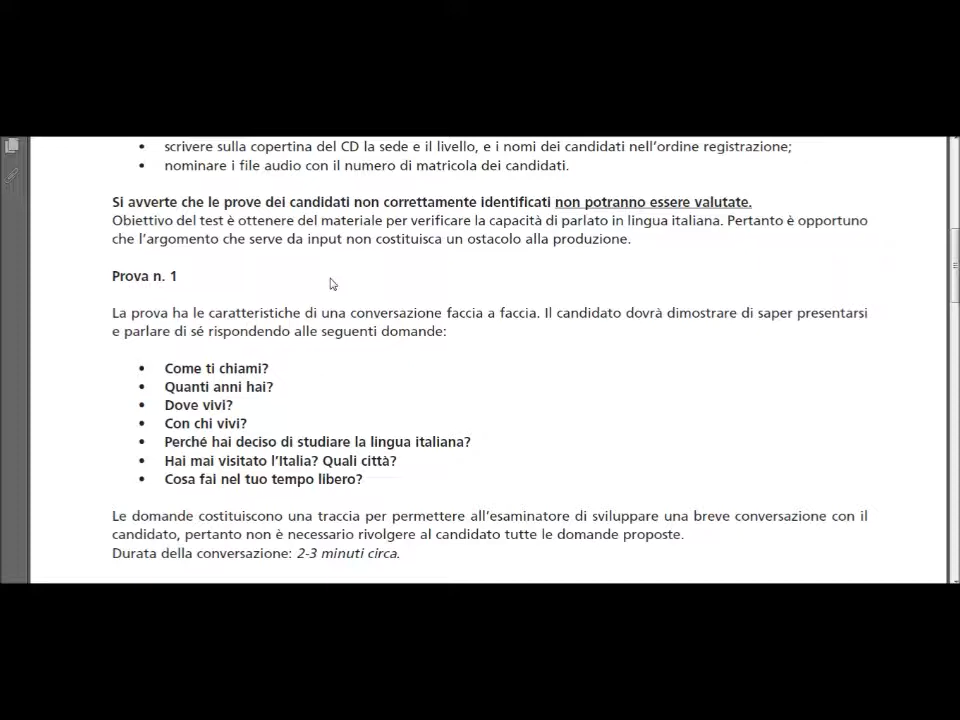 • scrivere sulla copertina del CD la sede e il livello, e i nomi dei candidati nell'ordine registrazione;
• nominare i file audio con il numero di matricola dei candidati.
Si avverte che le prove dei candidati non correttamente identificati non potranno essere valutate.
Obiettivo del test è ottenere del materiale per verificare la capacità di parlato in lingua italiana. Pertanto è opportuno
che l'argomento che serve da input non costituisca un ostacolo alla produzione.
Prova n. 1
La prova ha le caratteristiche di una conversazione faccia a faccia. Il candidato dovrà dimostrare di saper presentarsi
e parlare di sé rispondendo alle seguenti domande:
• Come ti chiami?
• Quanti anni hai?
• Dove vivi?
• Con chi vivi?
• Perché hai deciso di studiare la lingua italiana?
• Hai mai visitato l'Italia? Quali città?
• Cosa fai nel tuo tempo libero?
Le domande costituiscono una traccia per permettere all'esaminatore di sviluppare una breve conversazione con il
candidato, pertanto non è necessario rivolgere al candidato tutte le domande proposte.
Durata della conversazione: 2-3 minuti circa.